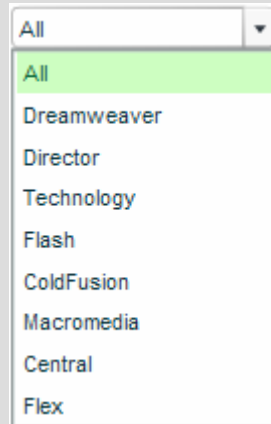 All
All
Dreamweaver
Director
Technology
Flash
ColdFusion
Macromedia
Central
Flex